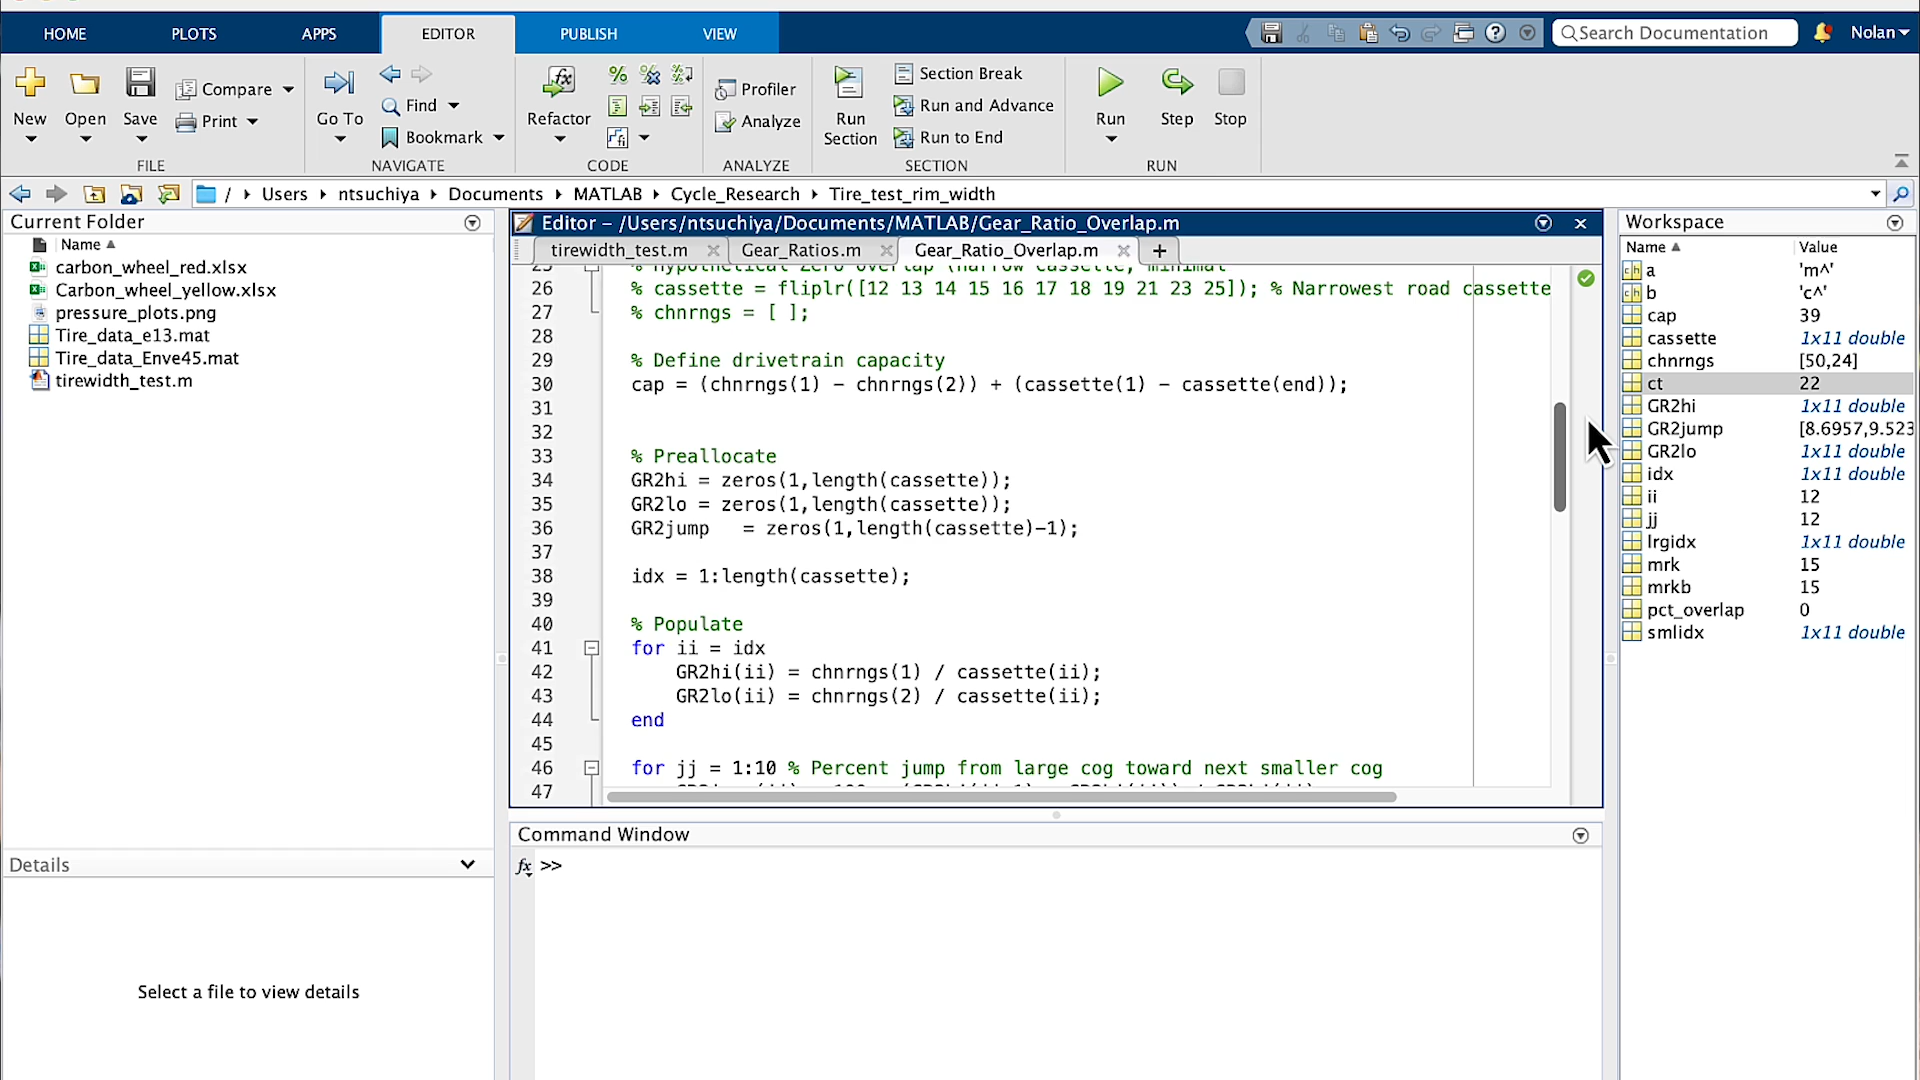 HOME PLOTS APPS EDITOR PUBLISH VIEW Search Documentation Nolan
New Open Save Compare Print Go To Find Bookmark Refactor Profiler Analyze Run Section Section Break Run and Advance Run to End Run Step Stop
FILE NAVIGATE CODE ANALYZE SECTION RUN
/ Users ntsuchiya Documents MATLAB Cycle_Research Tire_test_rim_width
Current Folder
Name
carbon_wheel_red.xlsx
Carbon_wheel_yellow.xlsx
pressure_plots.png
Tire_data_e13.mat
Tire_data_Enve45.mat
tirewidth_test.m
Details
Select a file to view details
Editor – /Users/ntsuchiya/Documents/MATLAB/Gear_Ratio_Overlap.m
tirewidth_test.m Gear_Ratios.m Gear_Ratio_Overlap.m +
25 % Hypothetical zero overlap (narrow cassette, minimal
26 % cassette = fliplr([12 13 14 15 16 17 18 19 21 23 25]); % Narrowest road cassette
27 % chnrngs = [ ];
28
29 % Define drivetrain capacity
30 cap = (chnrngs(1) – chnrngs(2)) + (cassette(1) – cassette(end));
31
32
33 % Preallocate
34 GR2hi = zeros(1,length(cassette));
35 GR2lo = zeros(1,length(cassette));
36 GR2jump = zeros(1,length(cassette)–1);
37
38 idx = 1:length(cassette);
39
40 % Populate
41 for ii = idx
42 GR2hi(ii) = chnrngs(1) / cassette(ii);
43 GR2lo(ii) = chnrngs(2) / cassette(ii);
44 end
45
46 for jj = 1:10 % Percent jump from large cog toward next smaller cog
47
Command Window
fx >>
Workspace
Name Value
a 'm^'
b 'c^'
cap 39
cassette 1x11 double
chnrngs [50,24]
ct 22
GR2hi 1x11 double
GR2jump [8.6957,9.523
GR2lo 1x11 double
idx 1x11 double
ii 12
jj 12
lrgidx 1x11 double
mrk 15
mrkb 15
pct_overlap 0
smlidx 1x11 double